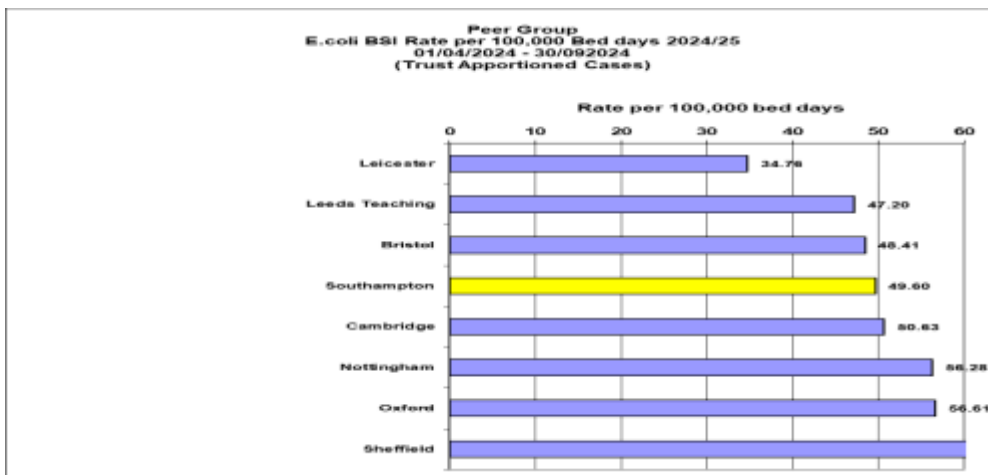 Peer Group
E.coli BSI Rate per 100,000 Bed days 2024/25
01/04/2024 - 30/092024
(Trust Apportioned Cases)
Rate per 100,000 bed days
0 10 20 30 40 50 60
Leicester 34.76
Leeds Teaching 47.20
Bristol 48.41
Southampton 49.60
Cambridge 50.63
Nottingham 56.28
Oxford 56.61
Sheffield